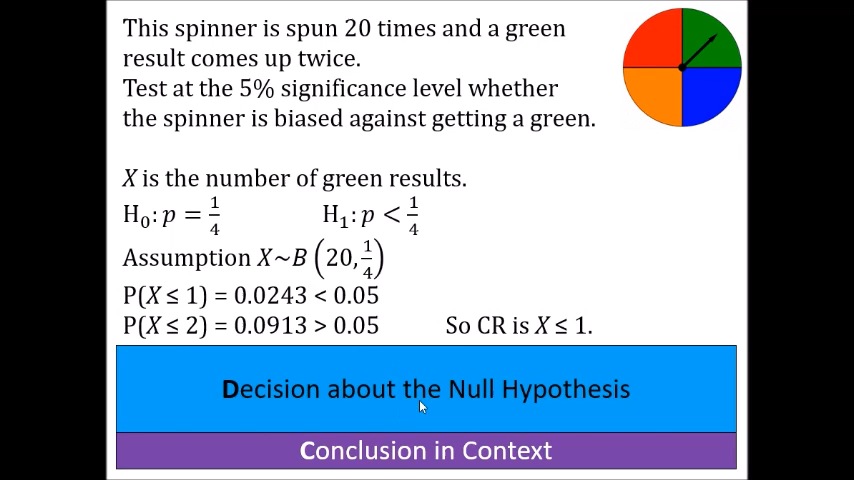 This spinner is spun 20 times and a green
result comes up twice.
Test at the 5% significance level whether
the spinner is biased against getting a green.
X is the number of green results.
H₀: p = 1/4 H₁: p < 1/4
Assumption X~B (20, 1/4)
P(X ≤ 1) = 0.0243 < 0.05
P(X ≤ 2) = 0.0913 > 0.05 So CR is X ≤ 1.
Decision about the Null Hypothesis
Conclusion in Context